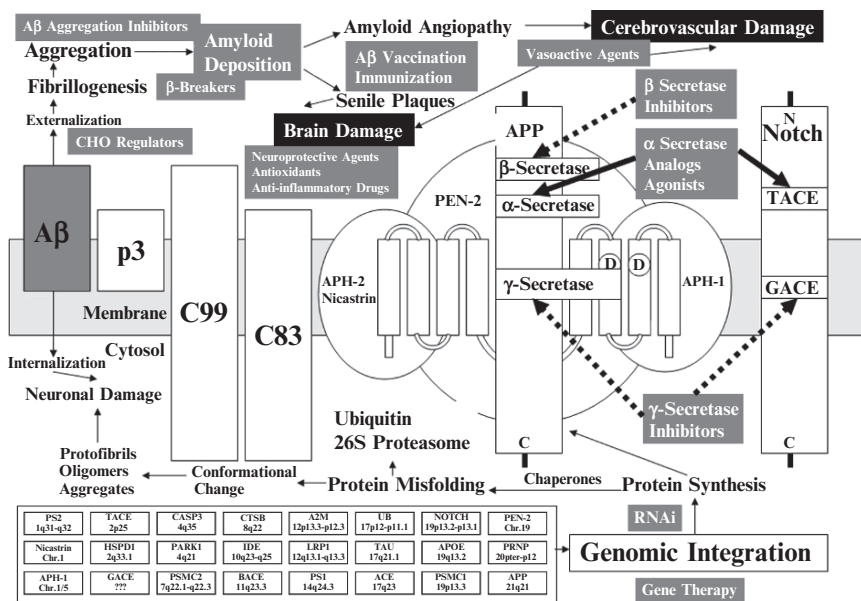 Aβ Aggregation Inhibitors
Aggregation
Amyloid
Deposition
Amyloid Angiopathy
Cerebrovascular Damage
Vasoactive Agents
Aβ Vaccination
Immunization
Fibrillogenesis
β-Breakers
Senile Plaques
Externalization
CHO Regulators
Brain Damage
Neuroprotective Agents
Antioxidants
Anti-inflammatory Drugs
β Secretase
Inhibitors
APP
N
Notch
β-Secretase
α Secretase
Analogs
Agonists
PEN-2
α-Secretase
TACE
Aβ
p3
D
D
APH-2
Nicastrin
γ-Secretase
APH-1
GACE
Membrane
C99
C83
Cytosol
Internalization
Neuronal Damage
Ubiquitin
26S Proteasome
γ-Secretase
Inhibitors
C
C
Protofibrils
Oligomers
Aggregates
Conformational
Change
Protein Misfolding
Chaperones
Protein Synthesis
RNAi
PS2
1q31-q32
TACE
2p25
CASP3
4q35
CTSB
8q22
A2M
12p13.3-p12.3
UB
17p12-p11.1
NOTCH
19p13.2-p13.1
PEN-2
Chr.19
Nicastrin
Chr.1
HSPD1
2q33.1
PARK1
4q21
IDE
10q23-q25
LRP1
12q13.1-q13.3
TAU
17q21.1
APOE
19q13.2
PRNP
20pter-p12
APH-1
Chr.1/5
GACE
???
PSMC2
7q22.1-q22.3
BACE
11q23.3
PS1
14q24.3
ACE
17q23
PSMC1
19p13.3
APP
21q21
Genomic Integration
Gene Therapy